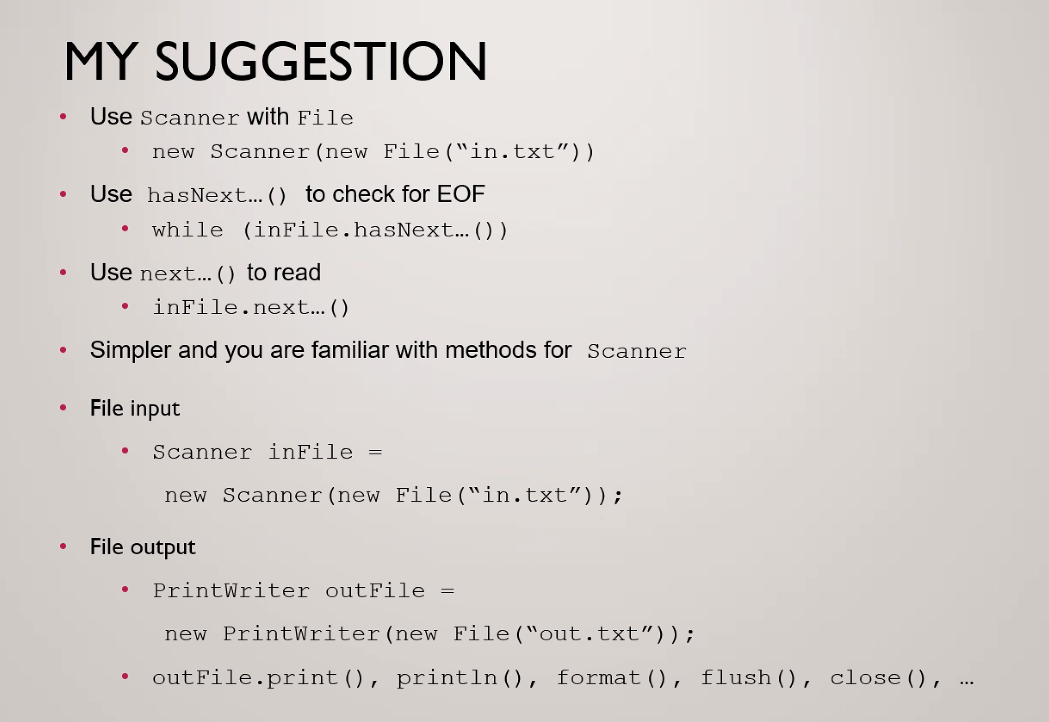 MY SUGGESTION
• Use Scanner with File
• new Scanner(new File(“in.txt”))
• Use hasNext…() to check for EOF
• while (inFile.hasNext…())
• Use next…() to read
• inFile.next…()
• Simpler and you are familiar with methods for Scanner
• File input
• Scanner inFile =
new Scanner(new File(“in.txt”));
• File output
• PrintWriter outFile =
new PrintWriter(new File(“out.txt”));
• outFile.print(), println(), format(), flush(), close(), …